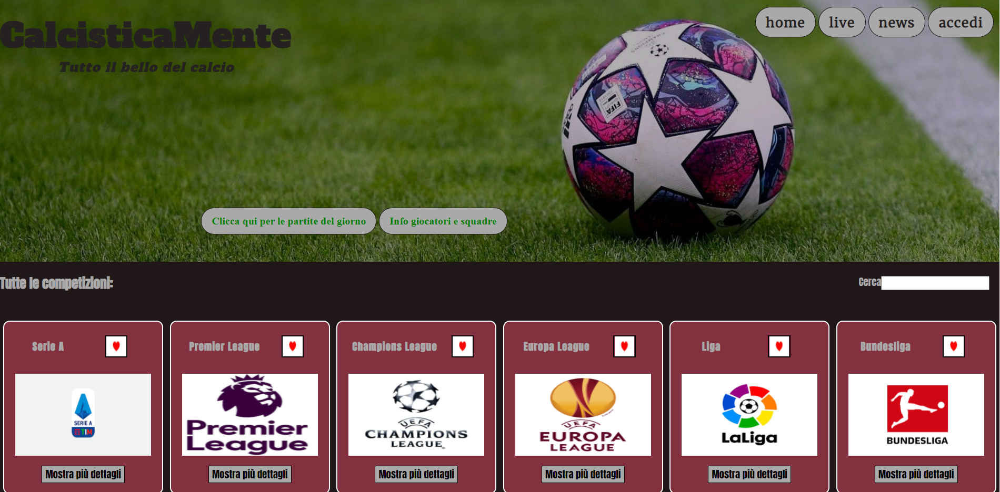 CalcisticaMente
Tutto il bello del calcio
home live news accedi
FIFA
Clicca qui per le partite del giorno Info giocatori e squadre
Tutte le competizioni:
Cerca
Serie A
Premier League
Champions League
Europa League
Liga
Bundesliga
SERIE A
TIM
Premier
League
UEFA
CHAMPIONS
LEAGUE
UEFA
EUROPA
LEAGUE
LaLiga
BUNDESLIGA
Mostra più dettagli
Mostra più dettagli
Mostra più dettagli
Mostra più dettagli
Mostra più dettagli
Mostra più dettagli